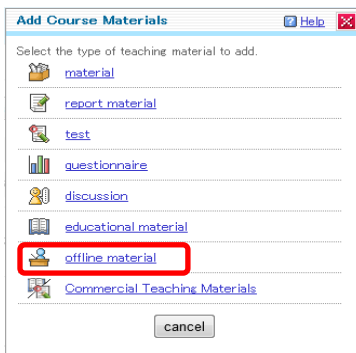 Add Course Materials
Help
Select the type of teaching material to add.
material
report material
test
questionnaire
discussion
educational material
offline material
Commercial Teaching Materials
cancel